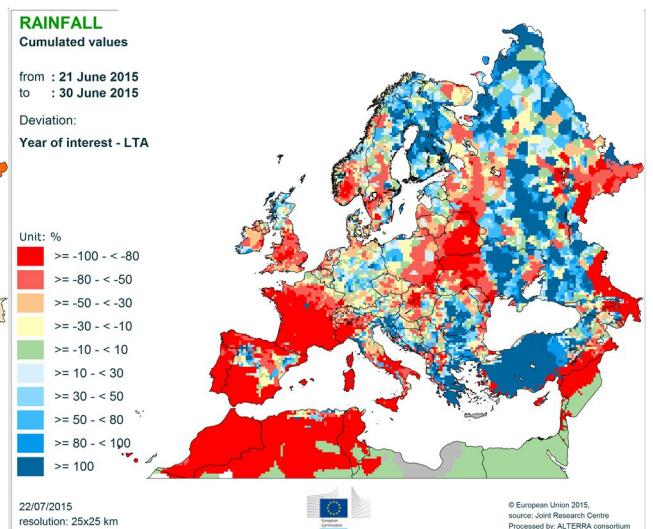 RAINFALL
Cumulated values
from : 21 June 2015
to : 30 June 2015
Deviation:
Year of interest - LTA
Unit: %
>= -100 - < -80
>= -80 - < -50
>= -50 - < -30
>= -30 - < -10
>= -10 - < 10
>= 10 - < 30
>= 30 - < 50
>= 50 - < 80
>= 80 - < 100
>= 100
22/07/2015
resolution: 25x25 km
European
Commission
© European Union 2015,
source: Joint Research Centre
Processed by: ALTERRA consortium